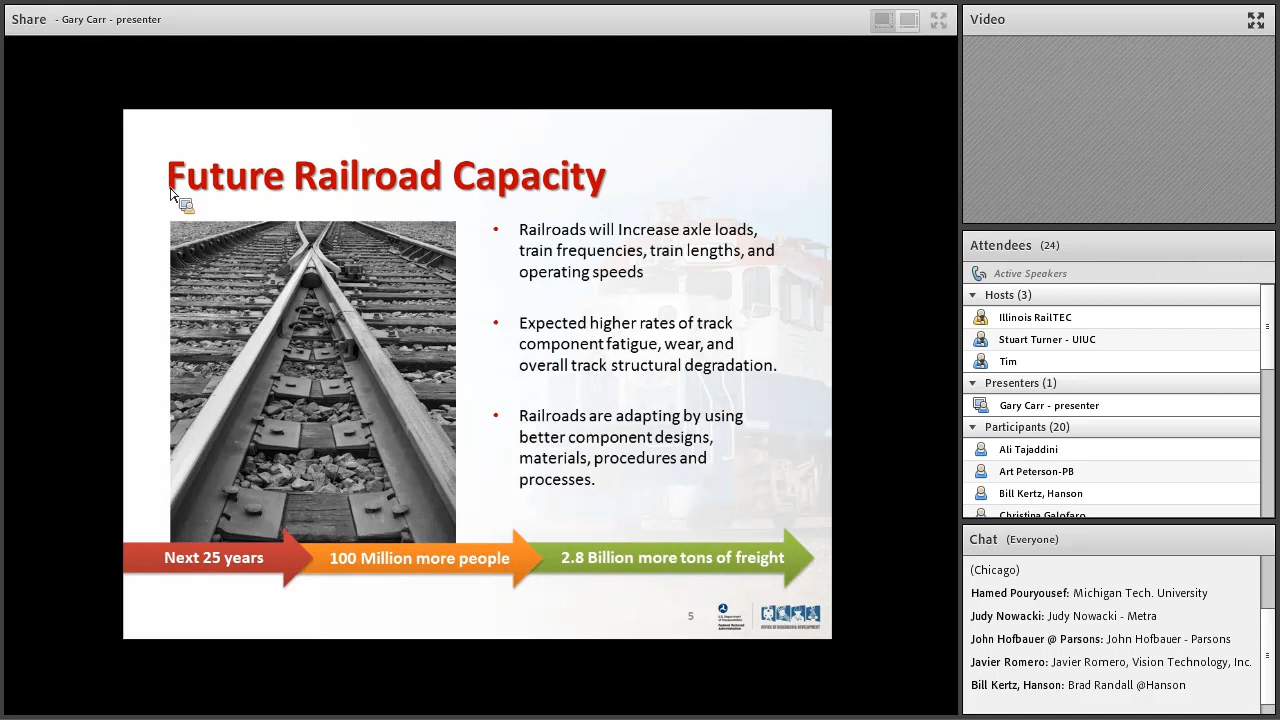 Share - Gary Carr - presenter
Future Railroad Capacity
• Railroads will Increase axle loads,
train frequencies, train lengths, and
operating speeds
• Expected higher rates of track
component fatigue, wear, and
overall track structural degradation.
• Railroads are adapting by using
better component designs,
materials, procedures and
processes.
Next 25 years
100 Million more people
2.8 Billion more tons of freight
5
Video
Attendees (24)
Active Speakers
Hosts (3)
Illinois RailTEC
Stuart Turner - UIUC
Tim
Presenters (1)
Gary Carr - presenter
Participants (20)
Ali Tajaddini
Art Peterson-PB
Bill Kertz, Hanson
Christina Galofaro
Chat (Everyone)
(Chicago)
Hamed Pouryousef: Michigan Tech. University
Judy Nowacki: Judy Nowacki - Metra
John Hofbauer @ Parsons: John Hofbauer - Parsons
Javier Romero: Javier Romero, Vision Technology, Inc.
Bill Kertz, Hanson: Brad Randall @Hanson